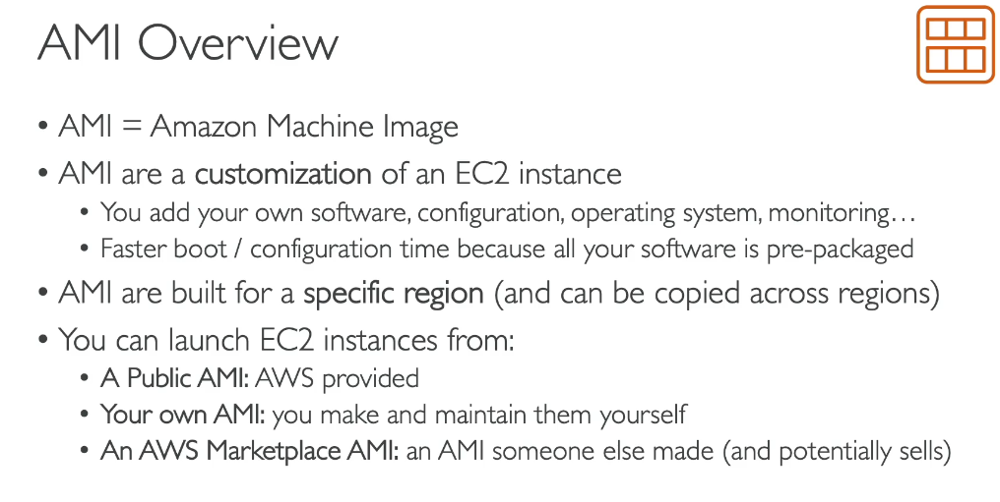 AMI Overview
• AMI = Amazon Machine Image
• AMI are a customization of an EC2 instance
• You add your own software, configuration, operating system, monitoring…
• Faster boot / configuration time because all your software is pre-packaged
• AMI are built for a specific region (and can be copied across regions)
• You can launch EC2 instances from:
• A Public AMI: AWS provided
• Your own AMI: you make and maintain them yourself
• An AWS Marketplace AMI: an AMI someone else made (and potentially sells)